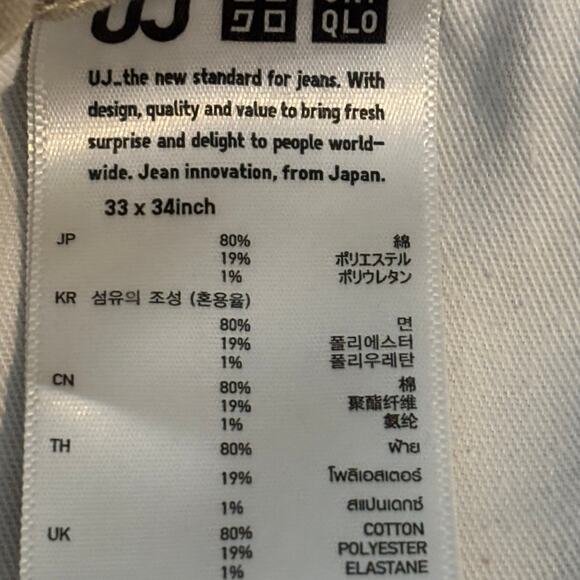 UJ
QLO
UJ_the new standard for jeans. With
design, quality and value to bring fresh
surprise and delight to people world-
wide. Jean innovation, from Japan.
33 x 34inch
JP 80% 綿
19% ポリエステル
1% ポリウレタン
KR 섬유의 조성 (혼용율)
80% 면
19% 폴리에스터
1% 폴리우레탄
CN 80% 棉
19% 聚酯纤维
1% 氨纶
TH 80% ฝ้าย
19% โพลิเอสเตอร์
1% สแปนเดกซ์
UK 80% COTTON
19% POLYESTER
1% ELASTANE